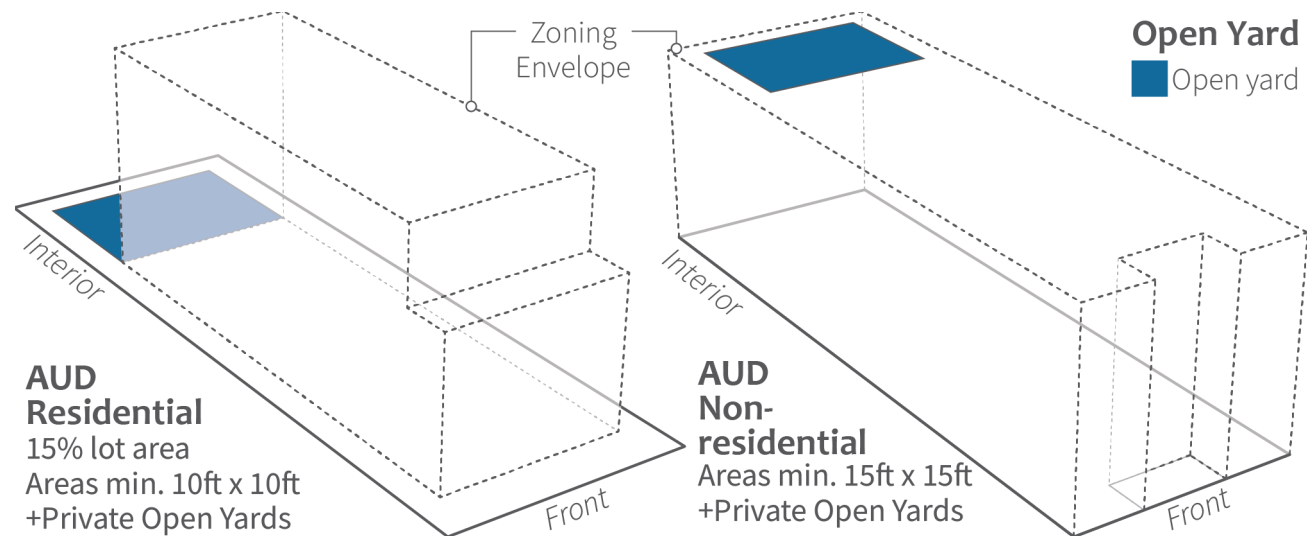 Zoning
Envelope
Open Yard
Open yard
Interior
Front
AUD
Residential
15% lot area
Areas min. 10ft x 10ft
+Private Open Yards
Interior
Front
AUD
Non-
residential
Areas min. 15ft x 15ft
+Private Open Yards